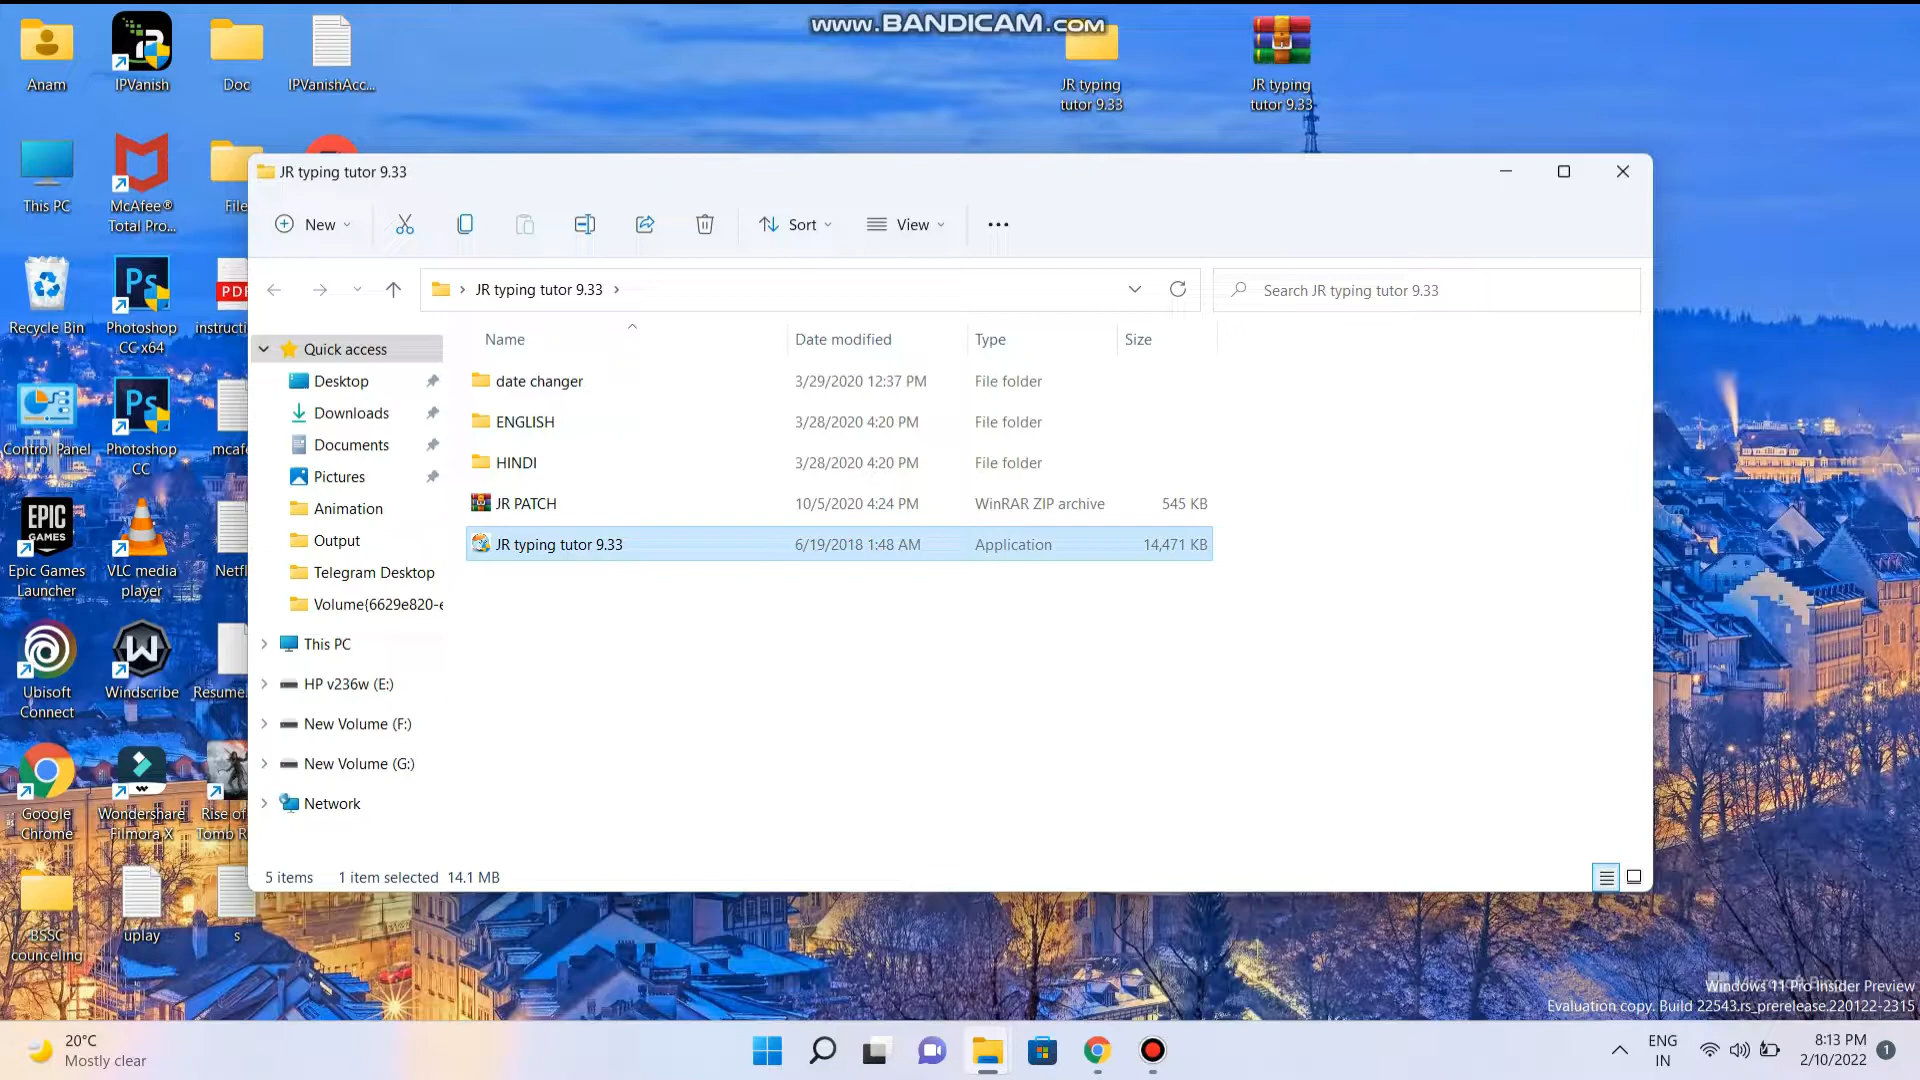 www.BANDICAM.com
Anam
IPVanish
Doc
IPVanishAcc...
JR typing
tutor 9.33
JR typing
tutor 9.33
This PC
McAfee®
Total Pro...
File
Recycle Bin
Photoshop
CC x64
PDF
instructi
Control Panel
Photoshop
CC
mcafe
EPIC
GAMES
Epic Games
Launcher
VLC media
player
Netfl
Ubisoft
Connect
Windscribe
Resume.
Google
Chrome
Wondershare
Filmora X
Rise of
Tomb R
BSSC
counceling
uplay
s
JR typing tutor 9.33
New
Sort
View
JR typing tutor 9.33
Search JR typing tutor 9.33
Quick access
Desktop
Downloads
Documents
Pictures
Animation
Output
Telegram Desktop
Volume{6629e820-e
This PC
HP v236w (E:)
New Volume (F:)
New Volume (G:)
Network
Name Date modified Type Size
date changer 3/29/2020 12:37 PM File folder
ENGLISH 3/28/2020 4:20 PM File folder
HINDI 3/28/2020 4:20 PM File folder
JR PATCH 10/5/2020 4:24 PM WinRAR ZIP archive 545 KB
JR typing tutor 9.33 6/19/2018 1:48 AM Application 14,471 KB
5 items 1 item selected 14.1 MB
Windows 11 Pro Insider Preview
Evaluation copy. Build 22543.rs_prerelease.220122-2315
20°C
Mostly clear
ENG
IN
8:13 PM
2/10/2022
1